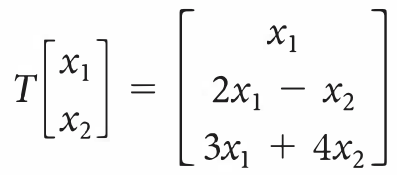 T[x₁ x₂] = [x₁
2x₁ − x₂
3x₁ + 4x₂]